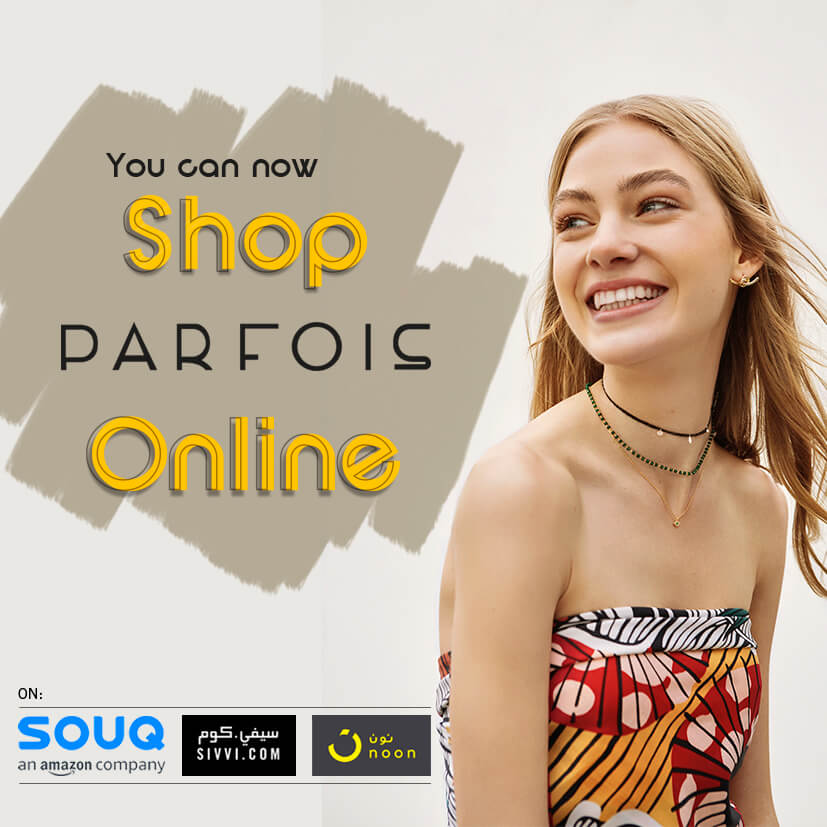 You can now
Shop
PARFOIS
Online
ON:
SOUQ
an amazon company
سيفي.كوم
SIVVI.COM
نون
noon